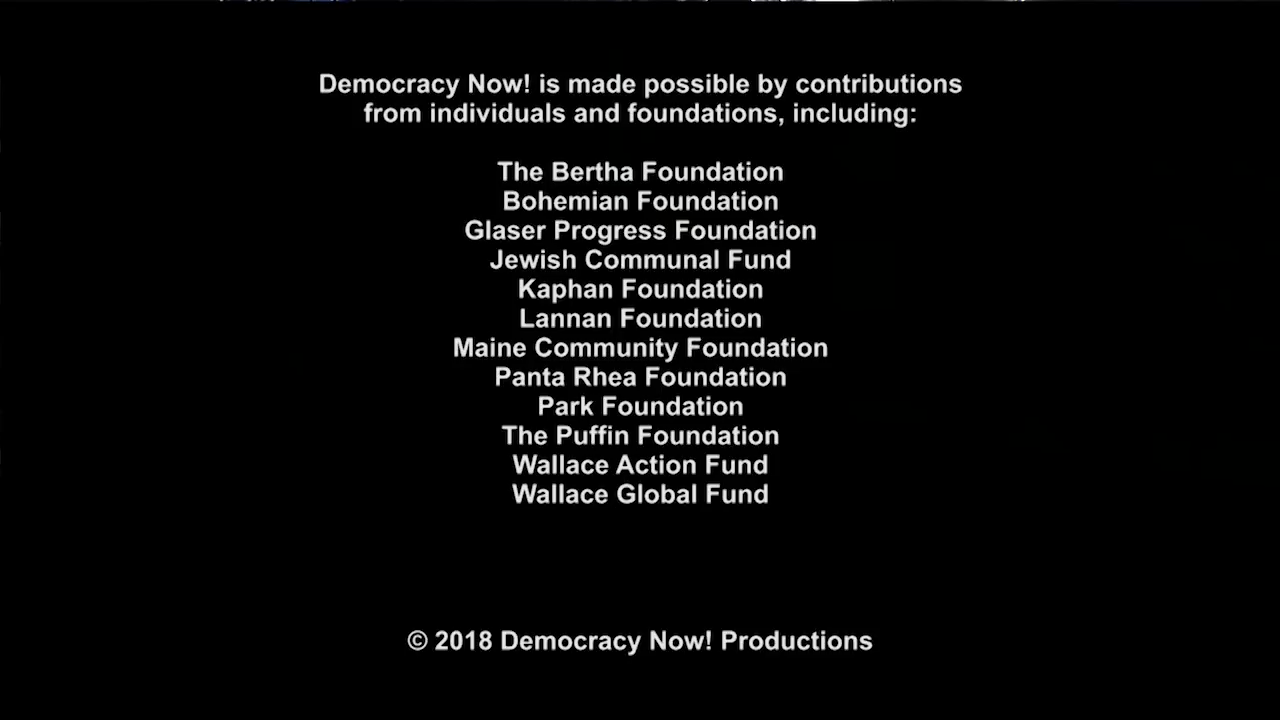 Democracy Now! is made possible by contributions
from individuals and foundations, including:
The Bertha Foundation
Bohemian Foundation
Glaser Progress Foundation
Jewish Communal Fund
Kaphan Foundation
Lannan Foundation
Maine Community Foundation
Panta Rhea Foundation
Park Foundation
The Puffin Foundation
Wallace Action Fund
Wallace Global Fund
© 2018 Democracy Now! Productions